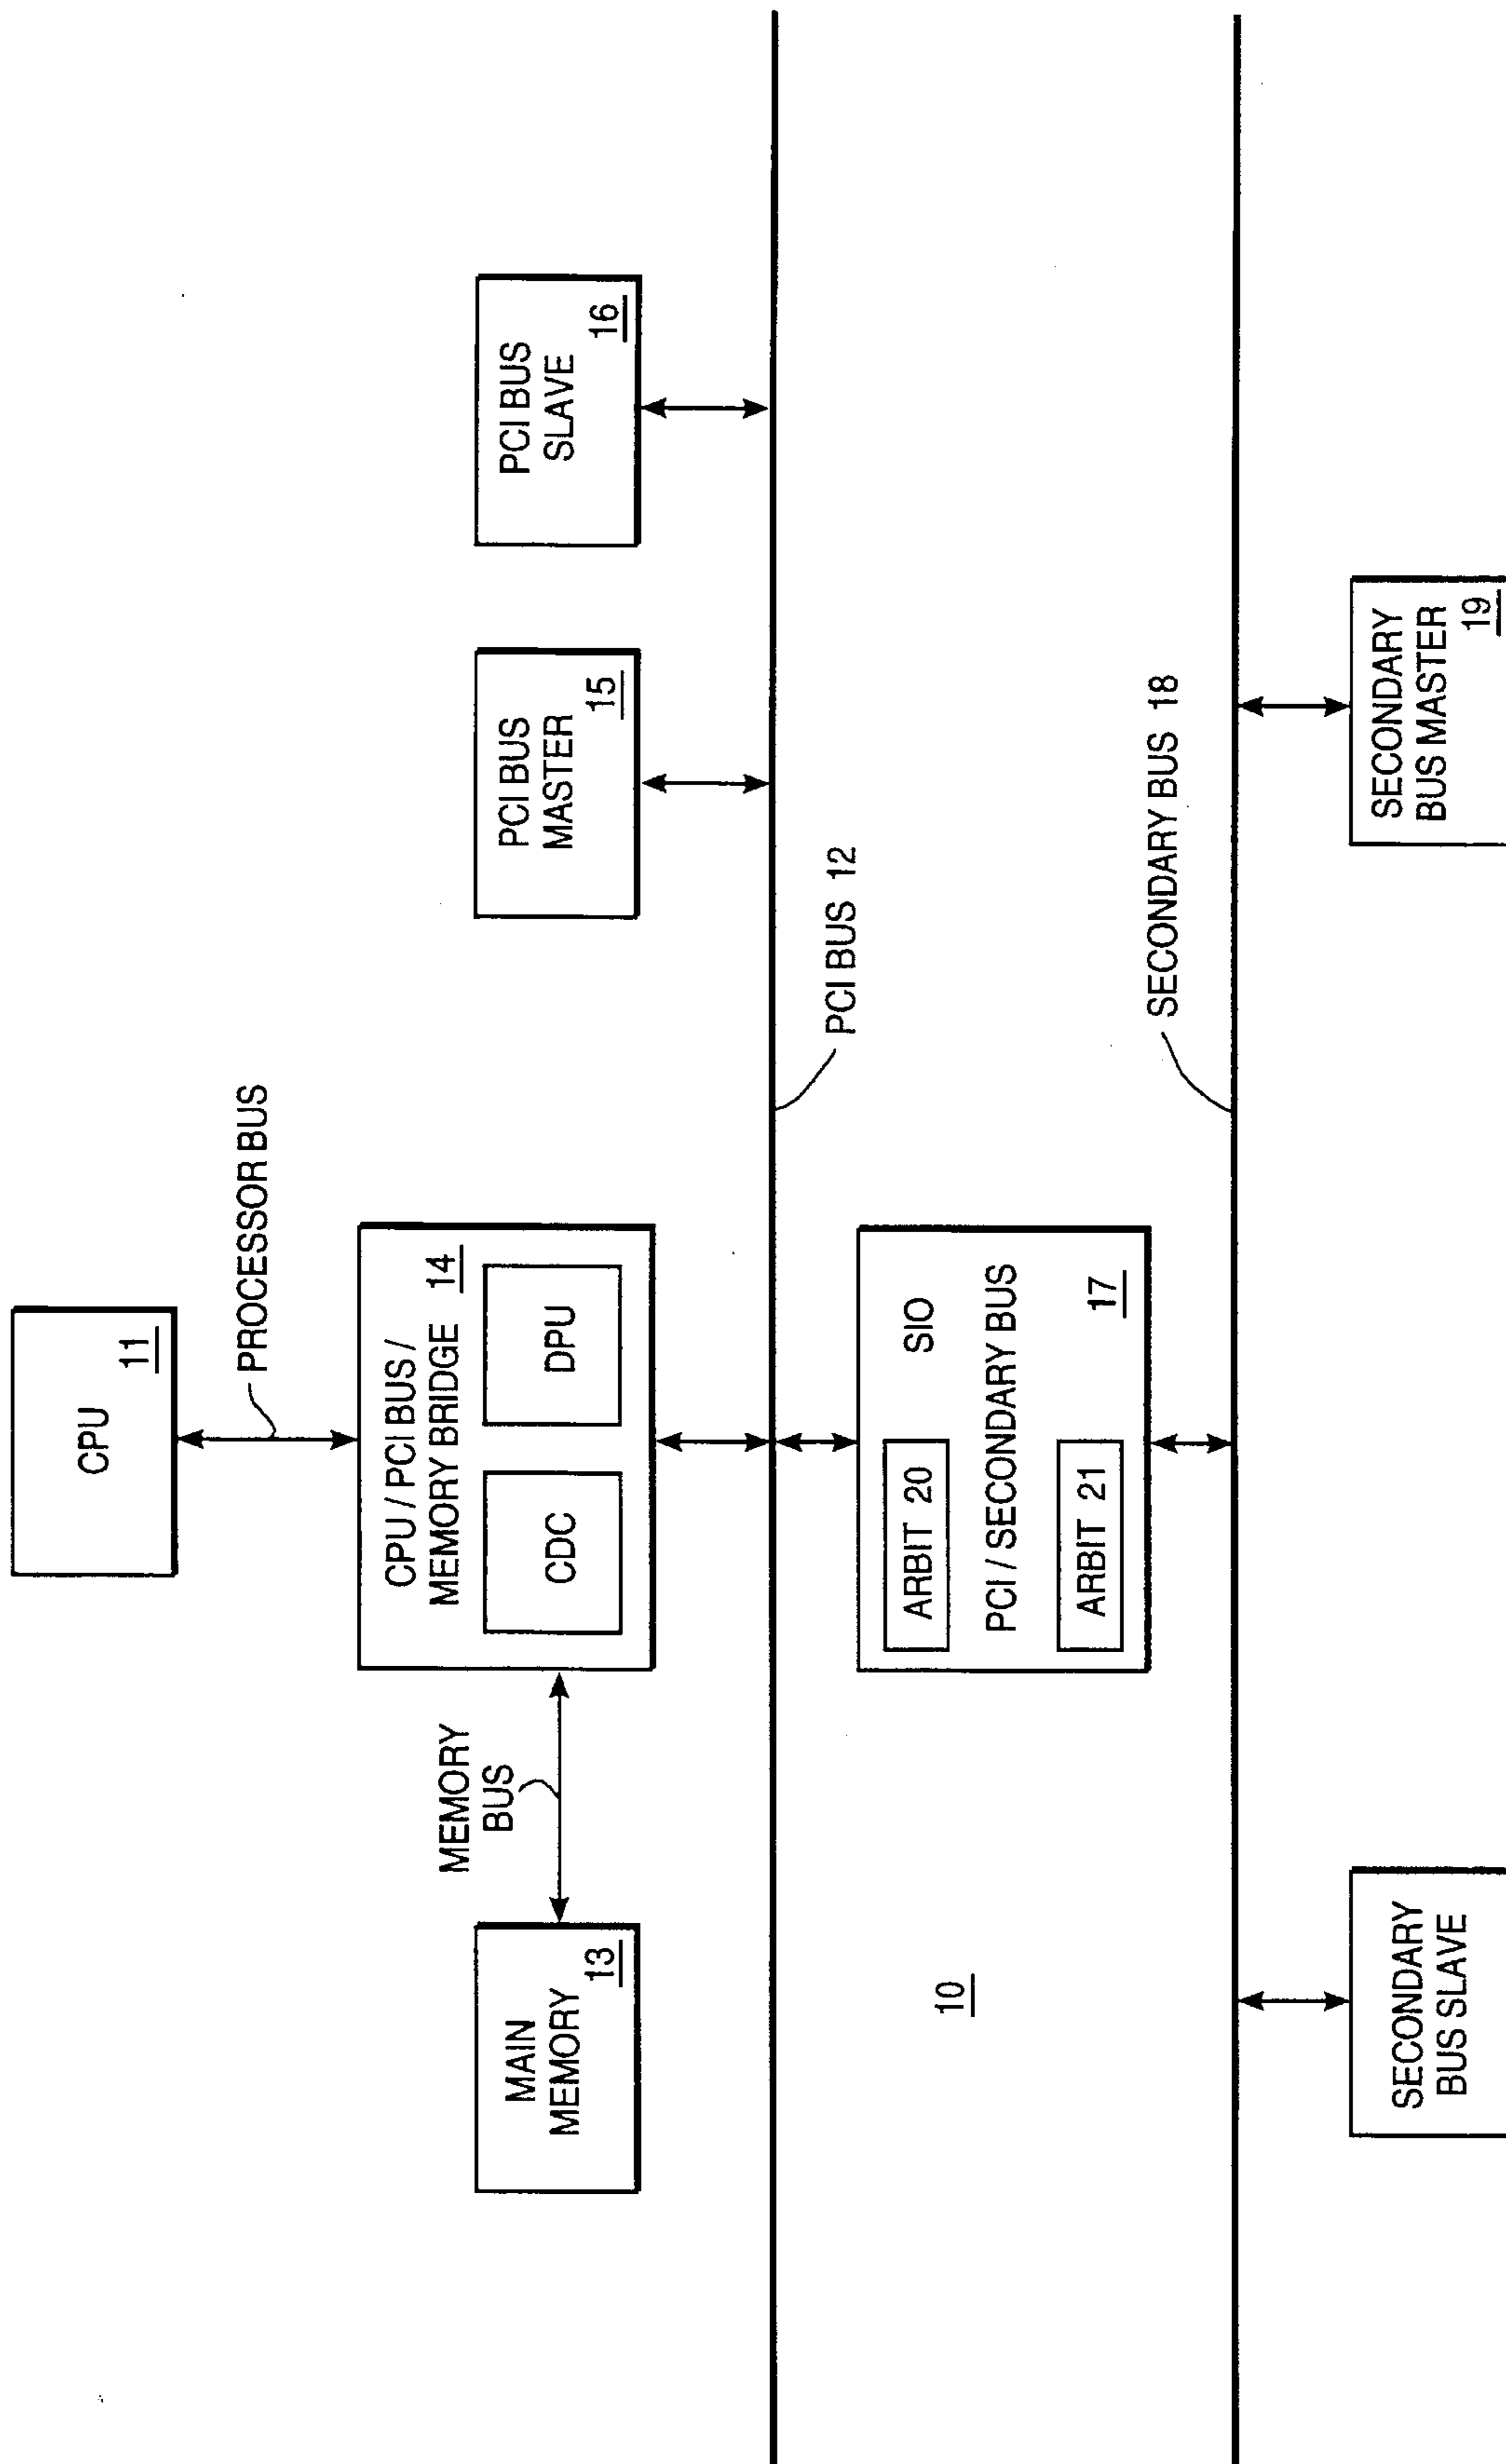 CPU
11
PROCESSOR BUS
CPU / PCI BUS /
MEMORY BRIDGE 14
CDC
DPU
MEMORY
BUS
MAIN
MEMORY
13
PCI BUS
MASTER
15
PCI BUS
SLAVE
16
PCI BUS 12
ARBIT 20
SIO
PCI / SECONDARY BUS
ARBIT 21
17
10
SECONDARY BUS 18
SECONDARY
BUS SLAVE
SECONDARY
BUS MASTER
19